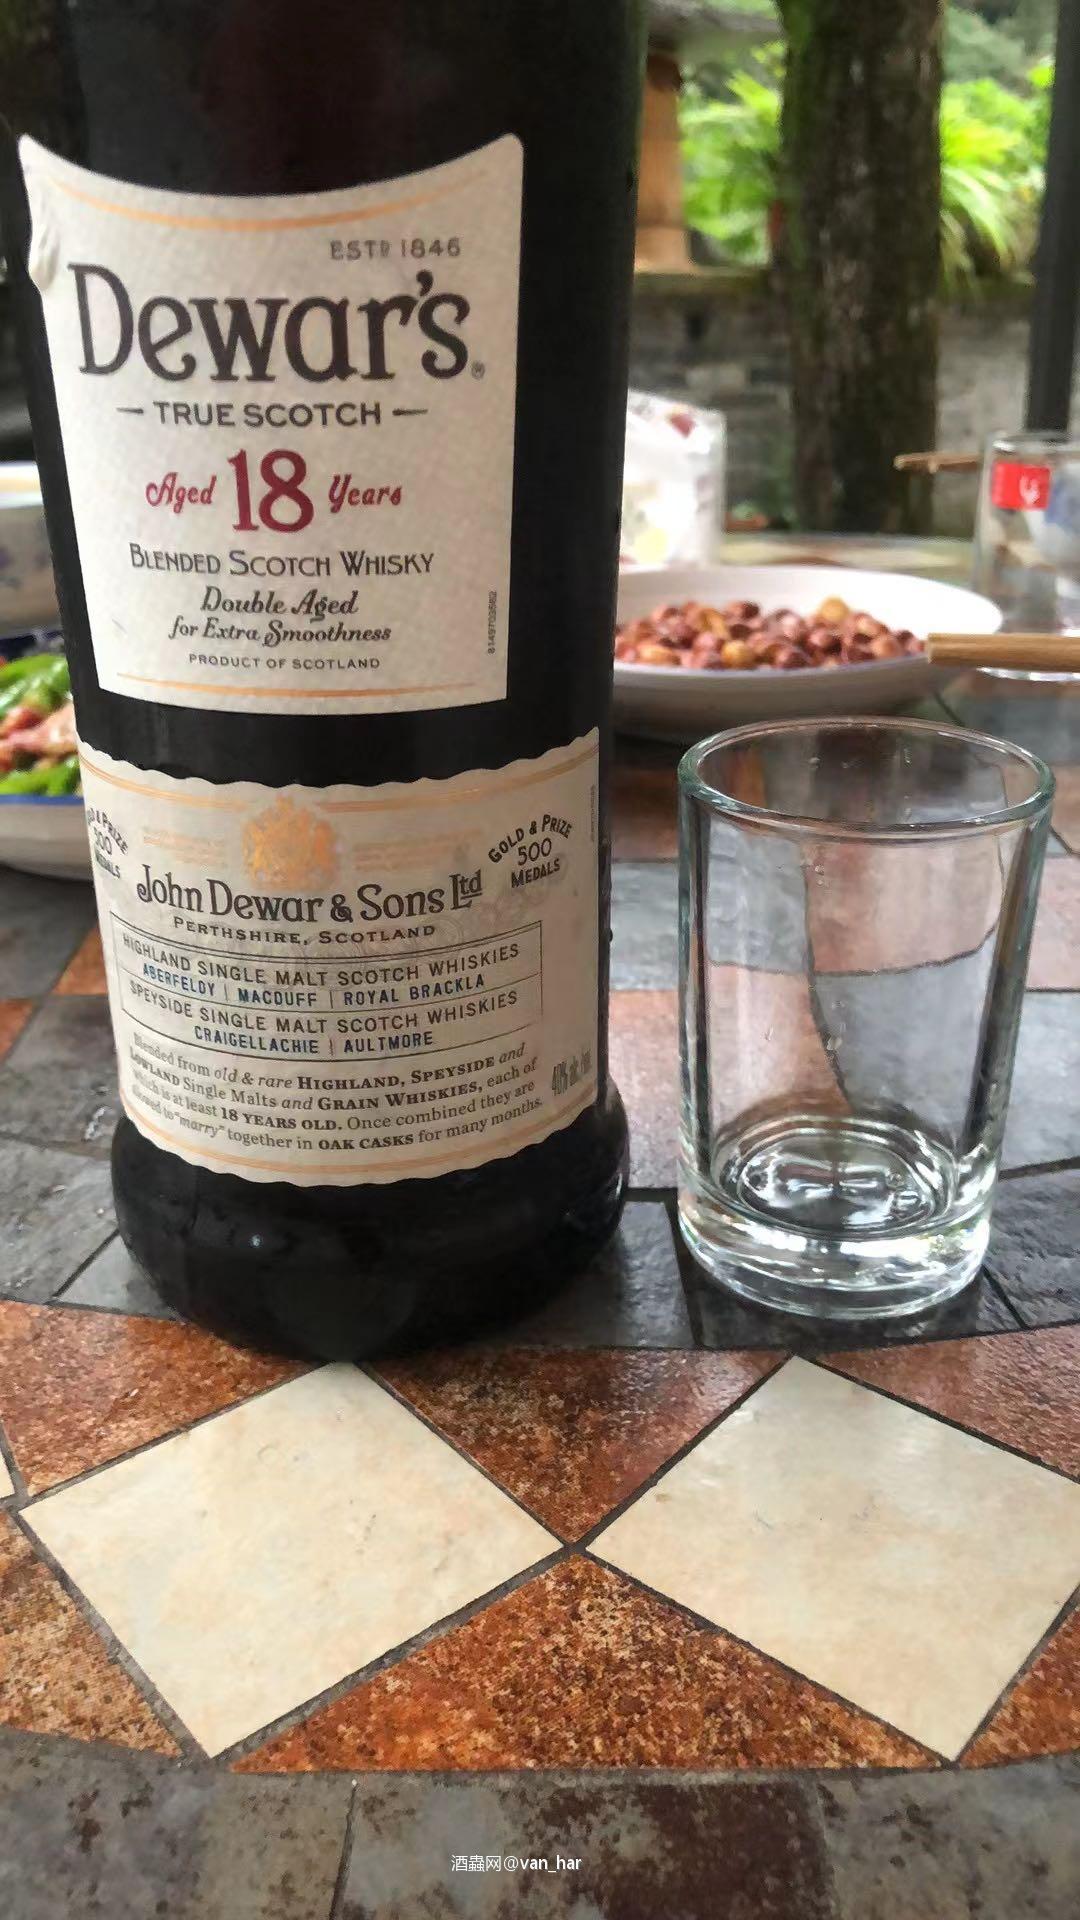 ESTD 1846
Dewar's®
TRUE SCOTCH
Aged 18 Years
BLENDED SCOTCH WHISKY
Double Aged
for Extra Smoothness
PRODUCT OF SCOTLAND
& PRIZE
500
MEDALS
GOLD & PRIZE
500
MEDALS
John Dewar & Sons Ltd
PERTHSHIRE, SCOTLAND
HIGHLAND SINGLE MALT SCOTCH WHISKIES
ABERFELDY | MACDUFF | ROYAL BRACKLA
SPEYSIDE SINGLE MALT SCOTCH WHISKIES
CRAIGELLACHIE | AULTMORE
Blended from old & rare HIGHLAND, SPEYSIDE and
LOWLAND Single Malts and GRAIN WHISKIES, each of
which is at least 18 YEARS OLD. Once combined they are
allowed to "marry" together in OAK CASKS for many months.
酒蟲网@van_har